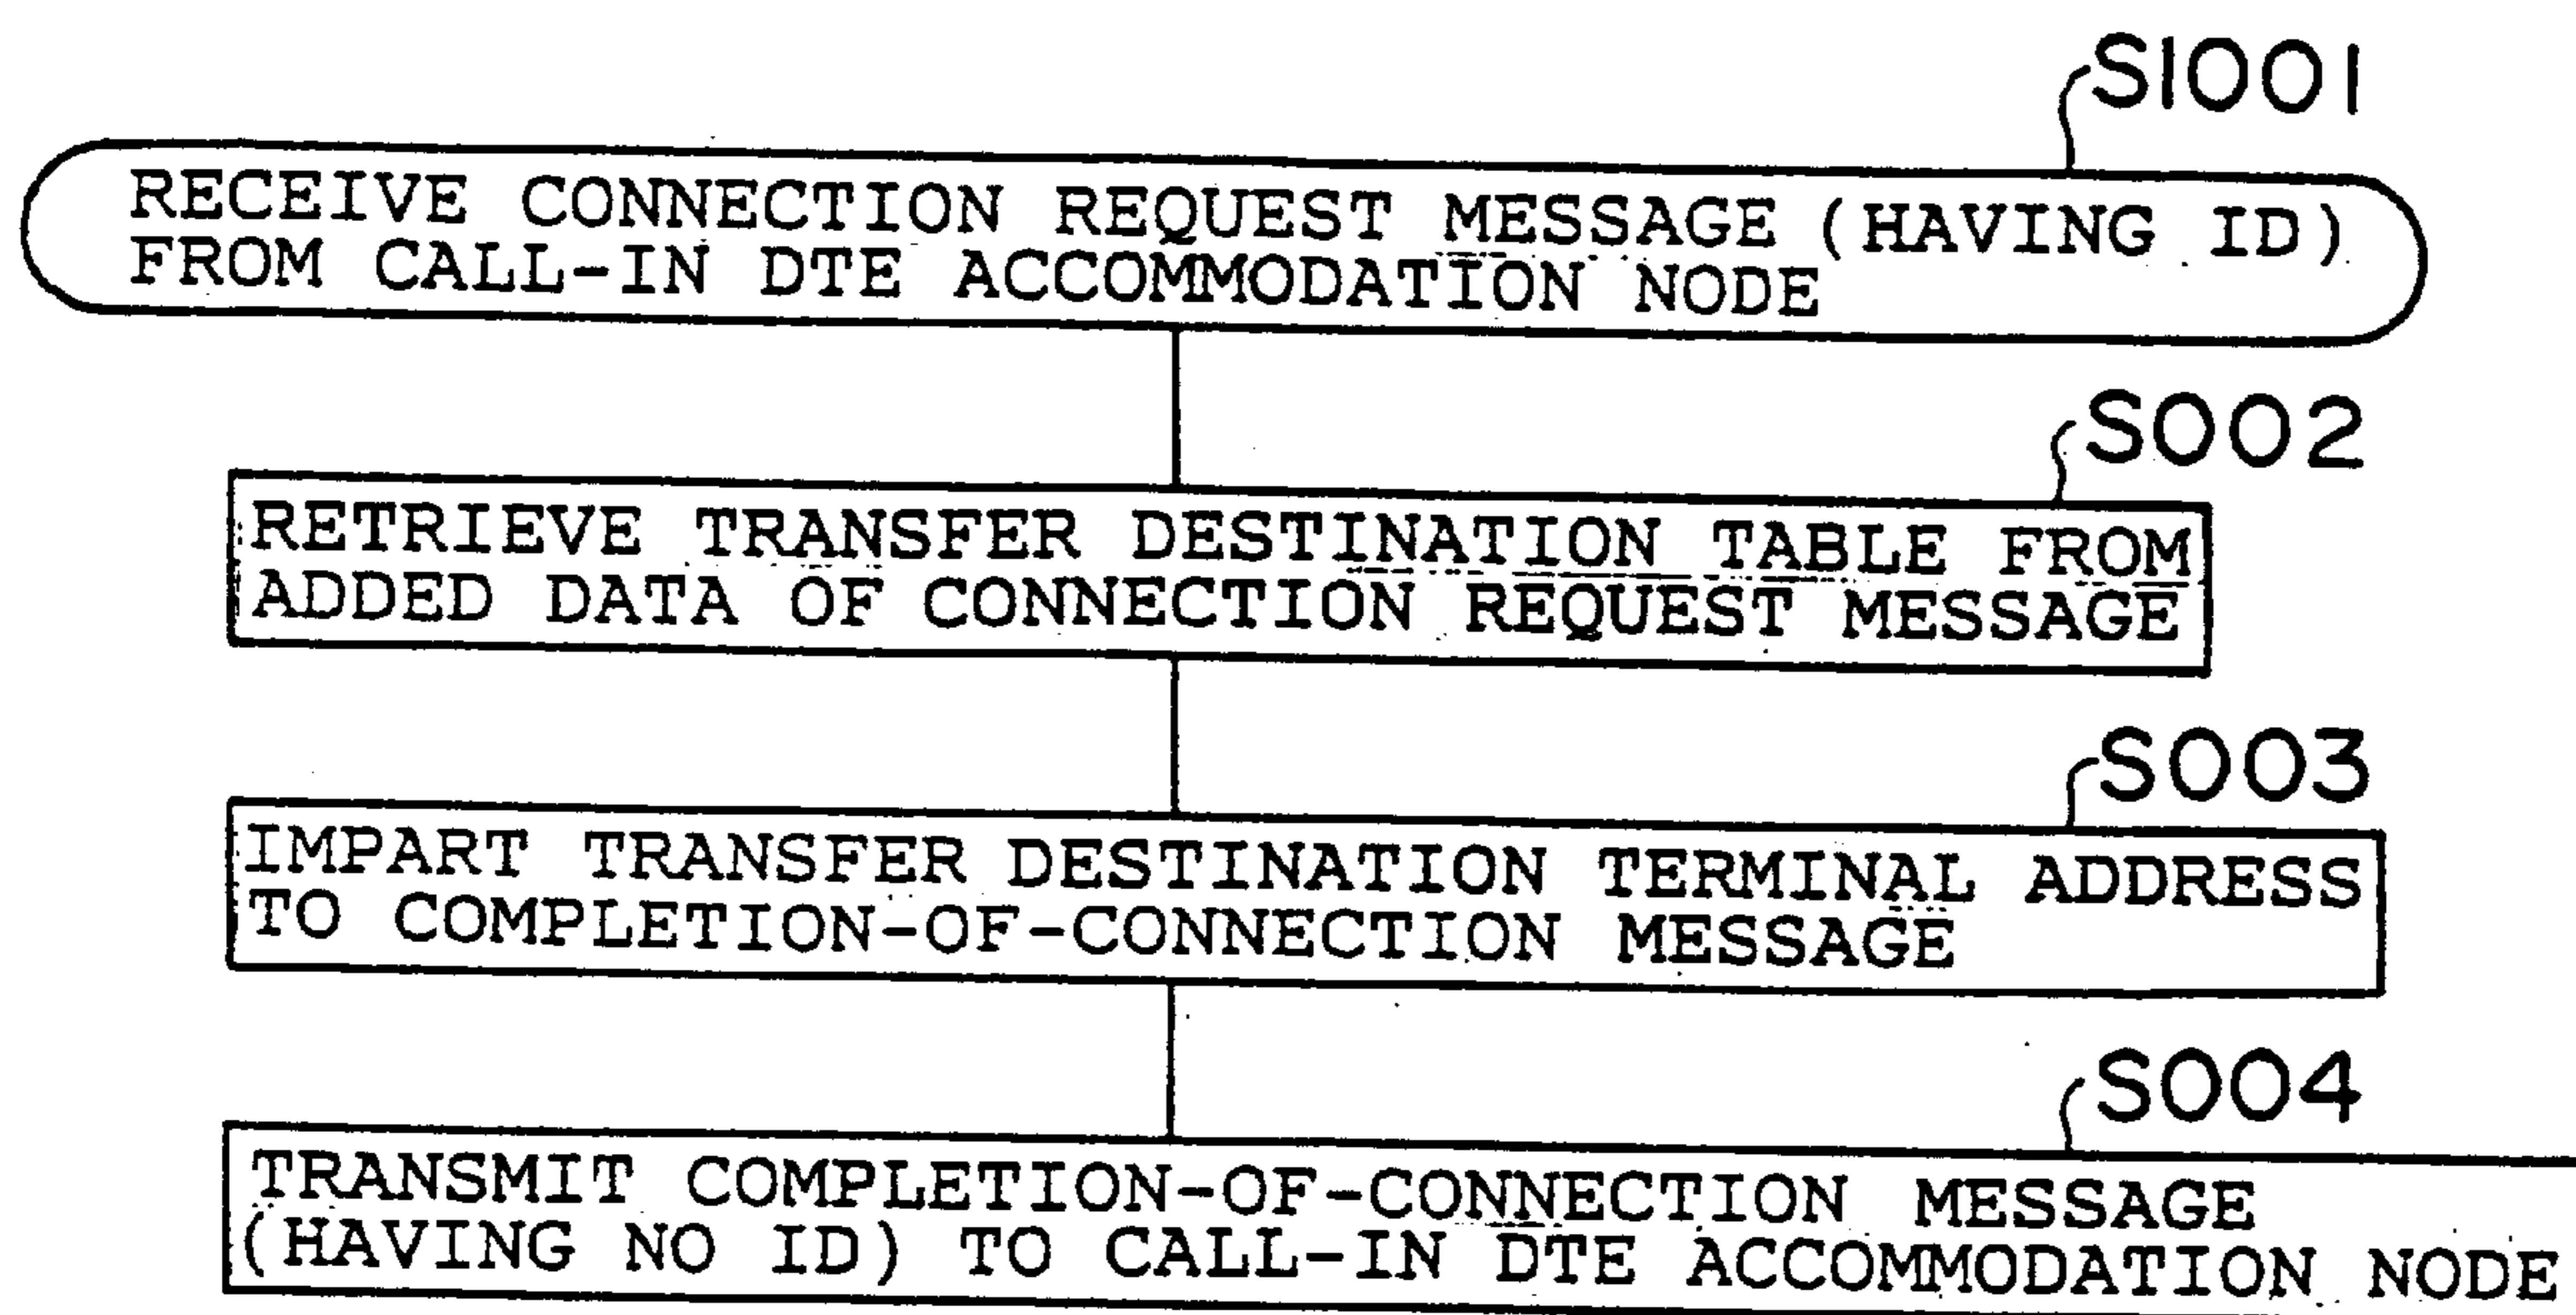 S1001
RECEIVE CONNECTION REQUEST MESSAGE (HAVING ID)
FROM CALL-IN DTE ACCOMMODATION NODE
S002
RETRIEVE TRANSFER DESTINATION TABLE FROM
ADDED DATA OF CONNECTION REQUEST MESSAGE
S003
IMPART TRANSFER DESTINATION TERMINAL ADDRESS
TO COMPLETION-OF-CONNECTION MESSAGE
S004
TRANSMIT COMPLETION-OF-CONNECTION MESSAGE
(HAVING NO ID) TO CALL-IN DTE ACCOMMODATION NODE